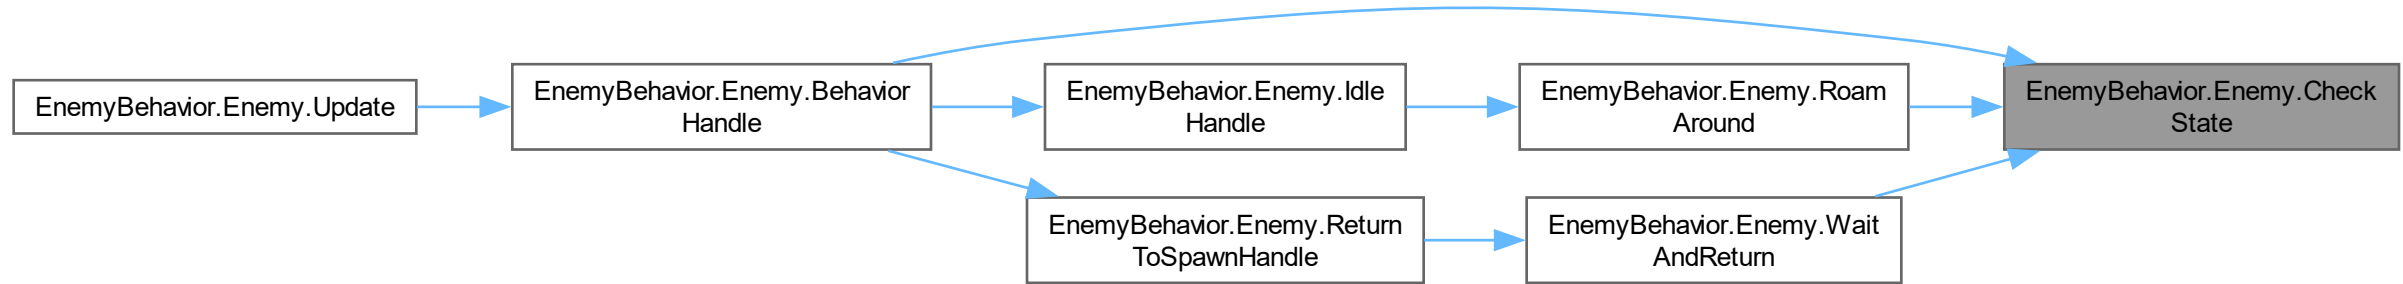 EnemyBehavior.Enemy.Update
EnemyBehavior.Enemy.Behavior
Handle
EnemyBehavior.Enemy.Idle
Handle
EnemyBehavior.Enemy.Roam
Around
EnemyBehavior.Enemy.Check
State
EnemyBehavior.Enemy.Return
ToSpawnHandle
EnemyBehavior.Enemy.Wait
AndReturn